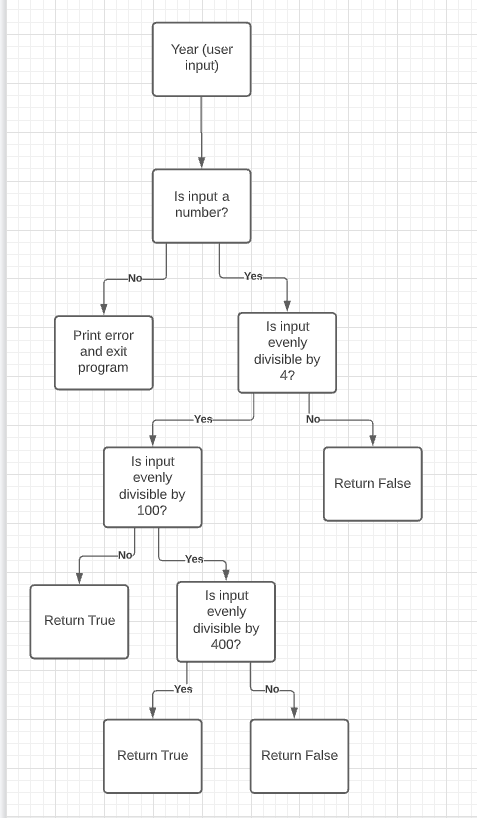 Year (user
input)
Is input a
number?
No
Yes
Print error
and exit
program
Is input
evenly
divisible by
4?
Yes
No
Is input
evenly
divisible by
100?
Return False
No
Yes
Return True
Is input
evenly
divisible by
400?
Yes
No
Return True
Return False